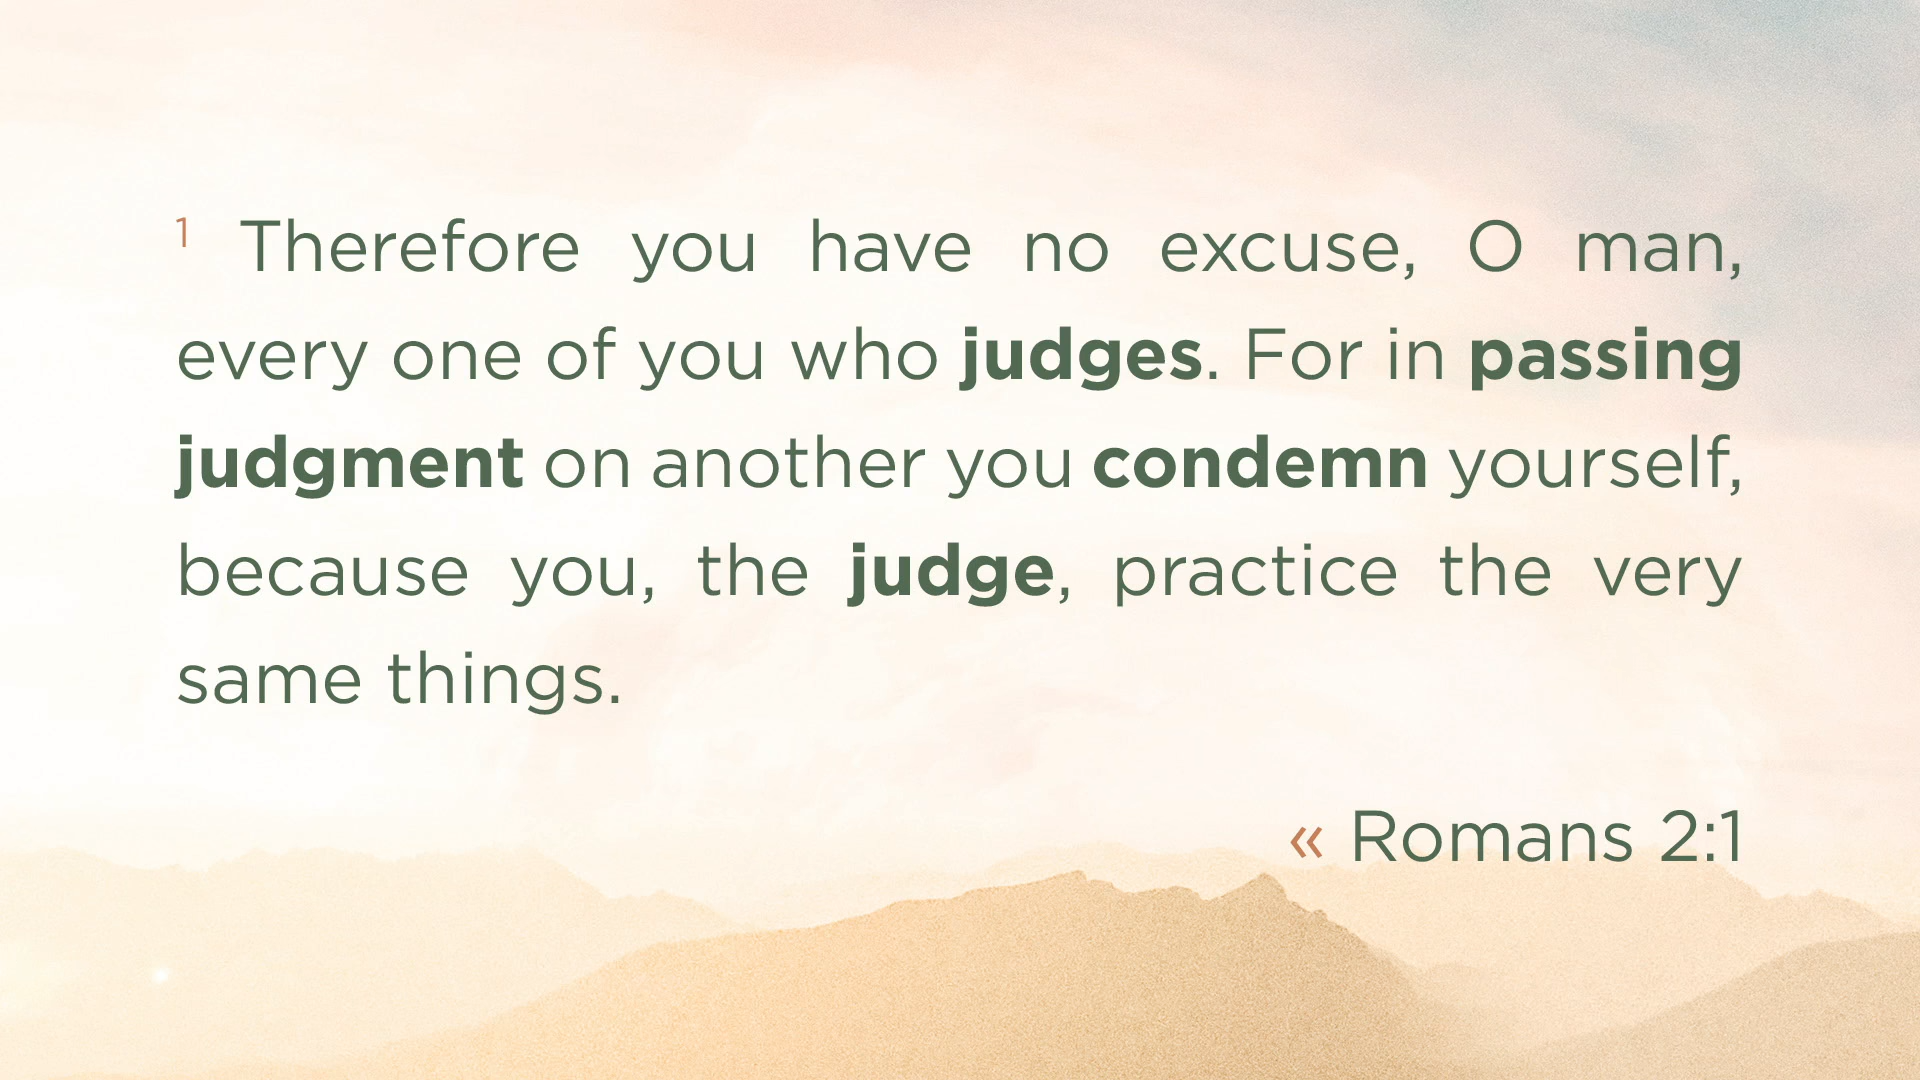 1 Therefore you have no excuse, O man,
every one of you who judges. For in passing
judgment on another you condemn yourself,
because you, the judge, practice the very
same things.
« Romans 2:1